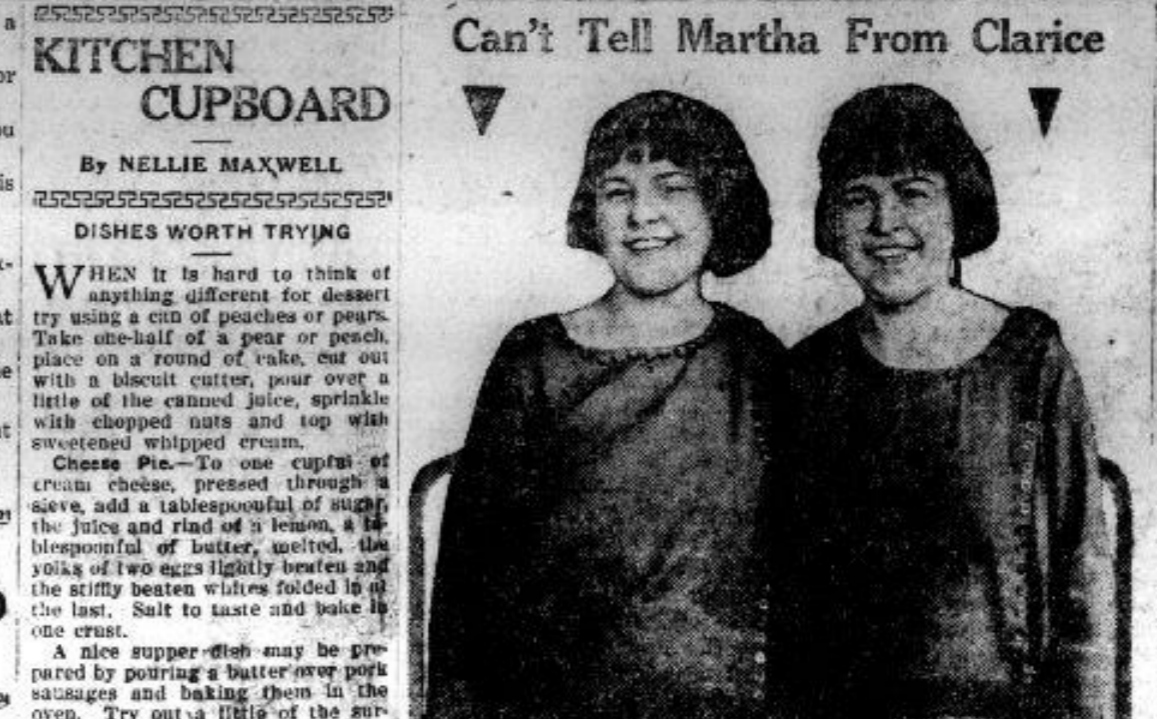 KITCHEN
CUPBOARD
By NELLIE MAXWELL
DISHES WORTH TRYING
WHEN it is hard to think of
anything different for dessert
try using a can of peaches or pears.
Take one-half of a pear or peach,
place on a round of cake, cut out
with a biscuit cutter, pour over a
little of the canned juice, sprinkle
with chopped nuts and top with
sweetened whipped cream.
Cheese Pie.—To one cupful of
cream cheese, pressed through a
sieve, add a tablespoonful of sugar,
the juice and rind of a lemon, a ta-
blespoonful of butter, melted, the
yolks of two eggs lightly beaten and
the stiffly beaten whites folded in at
the last. Salt to taste and bake in
one crust.
A nice supper dish may be pre-
pared by pouring a butter over pork
sausages and baking them in the
oven. Try out a little of the sur-
Can't Tell Martha From Clarice